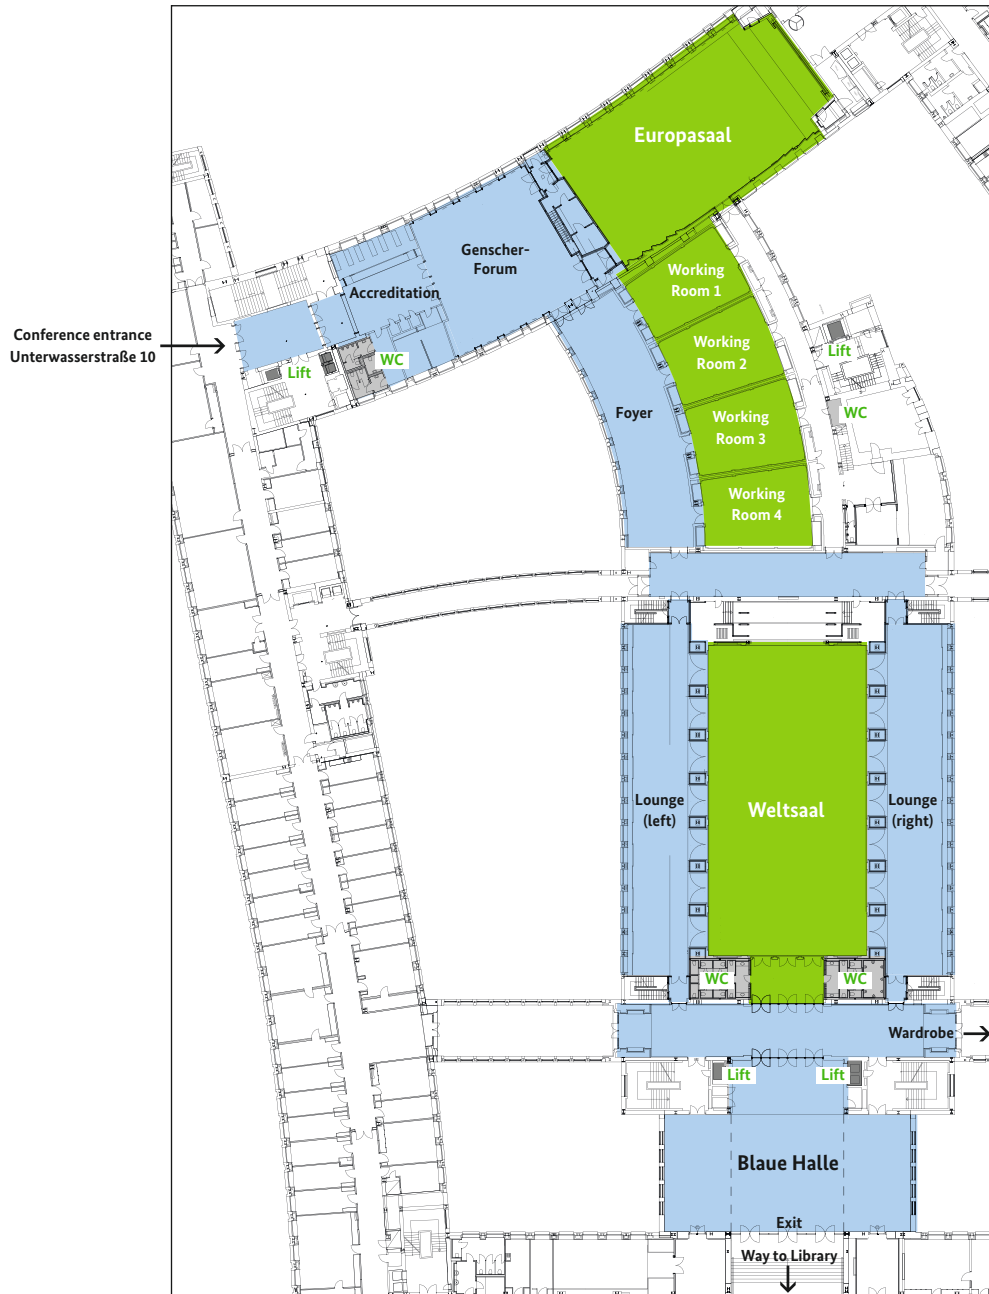 Europasaal
Genscher-
Forum
Working
Room 1
Accreditation
Conference entrance
Unterwasserstraße 10
Lift
WC
Working
Room 2
Lift
Foyer
Working
Room 3
WC
Working
Room 4
Lounge
(left)
Weltsaal
Lounge
(right)
WC
WC
Wardrobe
Lift
Lift
Blaue Halle
Exit
Way to Library